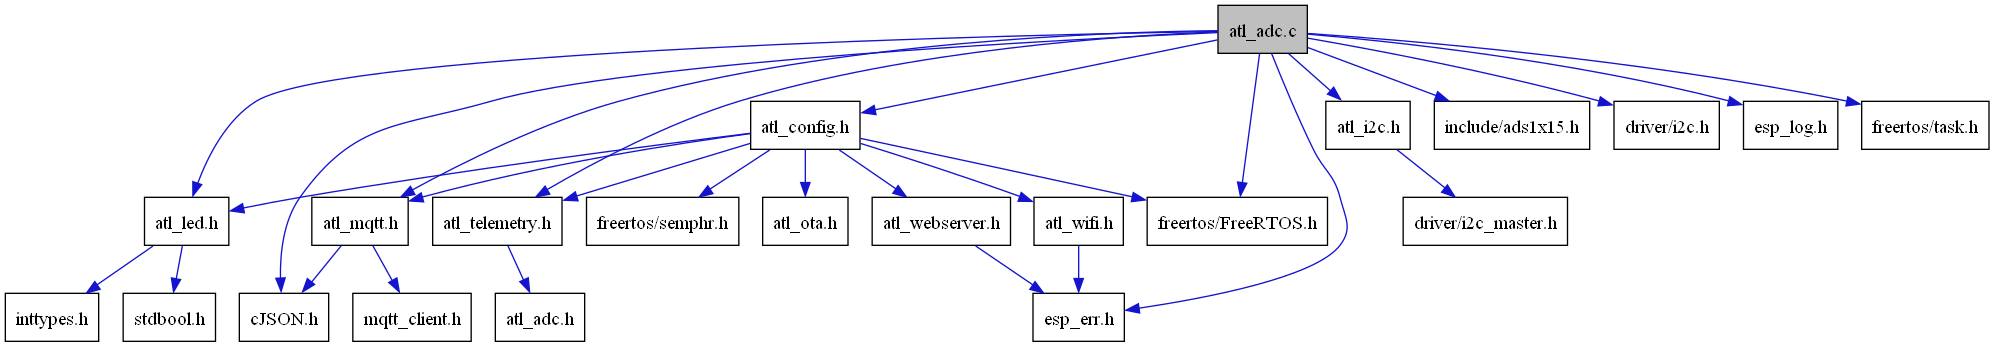 atl_adc.c
atl_config.h
atl_i2c.h
include/ads1x15.h
driver/i2c.h
esp_log.h
freertos/task.h
atl_led.h
atl_mqtt.h
atl_telemetry.h
freertos/semphr.h
atl_ota.h
atl_webserver.h
atl_wifi.h
freertos/FreeRTOS.h
driver/i2c_master.h
inttypes.h
stdbool.h
cJSON.h
mqtt_client.h
atl_adc.h
esp_err.h